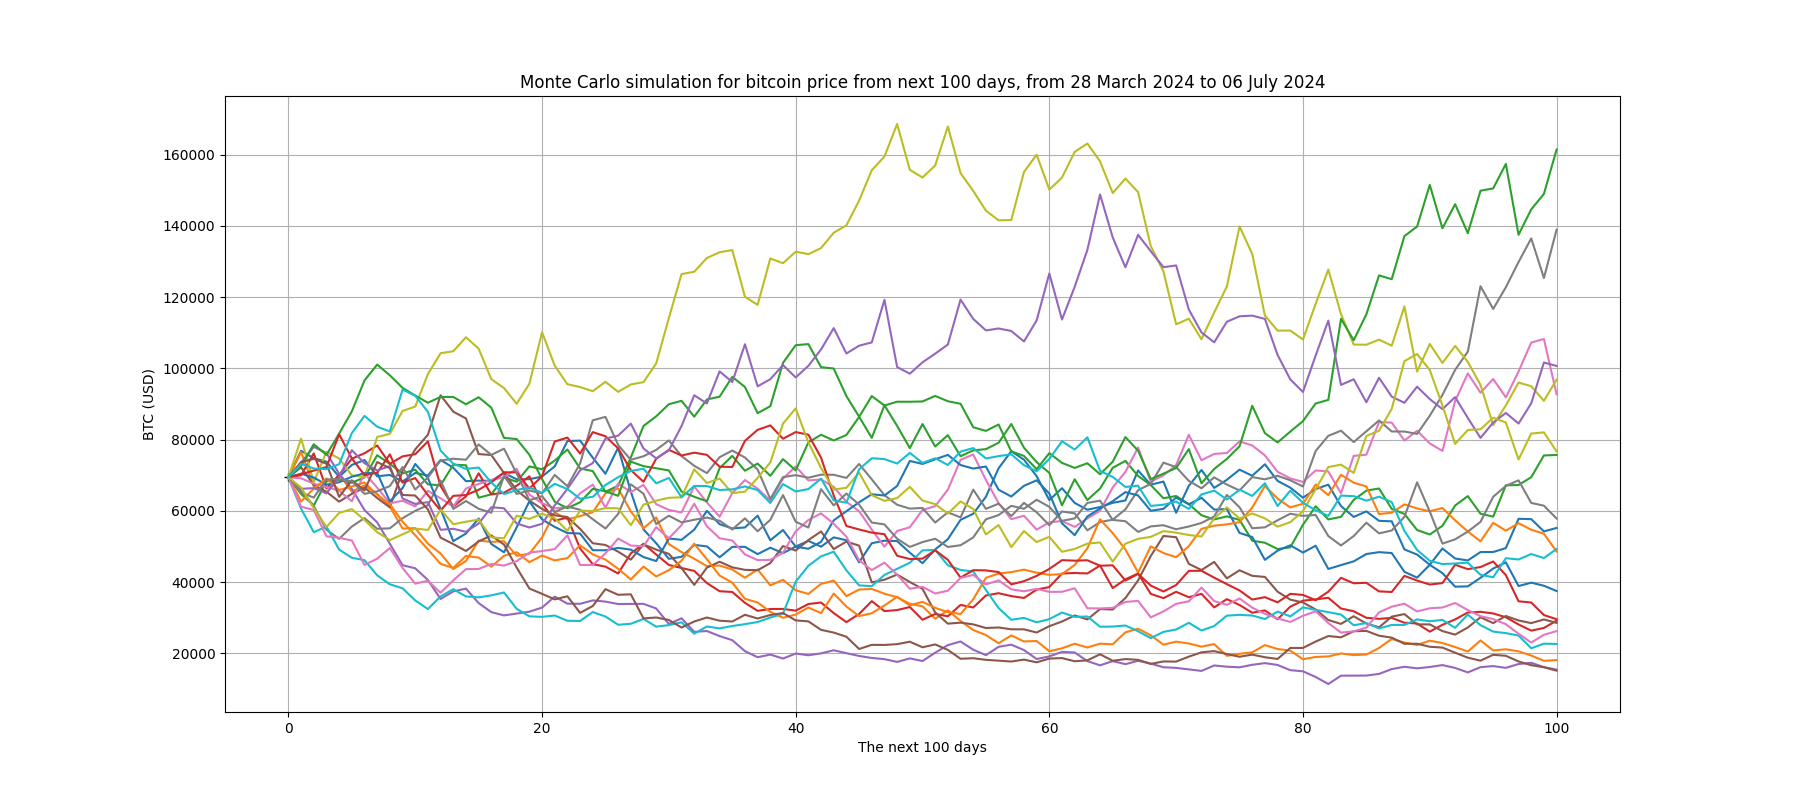 Monte Carlo simulation for bitcoin price from next 100 days, from 28 March 2024 to 06 July 2024
160000
140000
120000
100000
80000
60000
40000
20000
BTC (USD)
0 20 40 60 80 100
The next 100 days